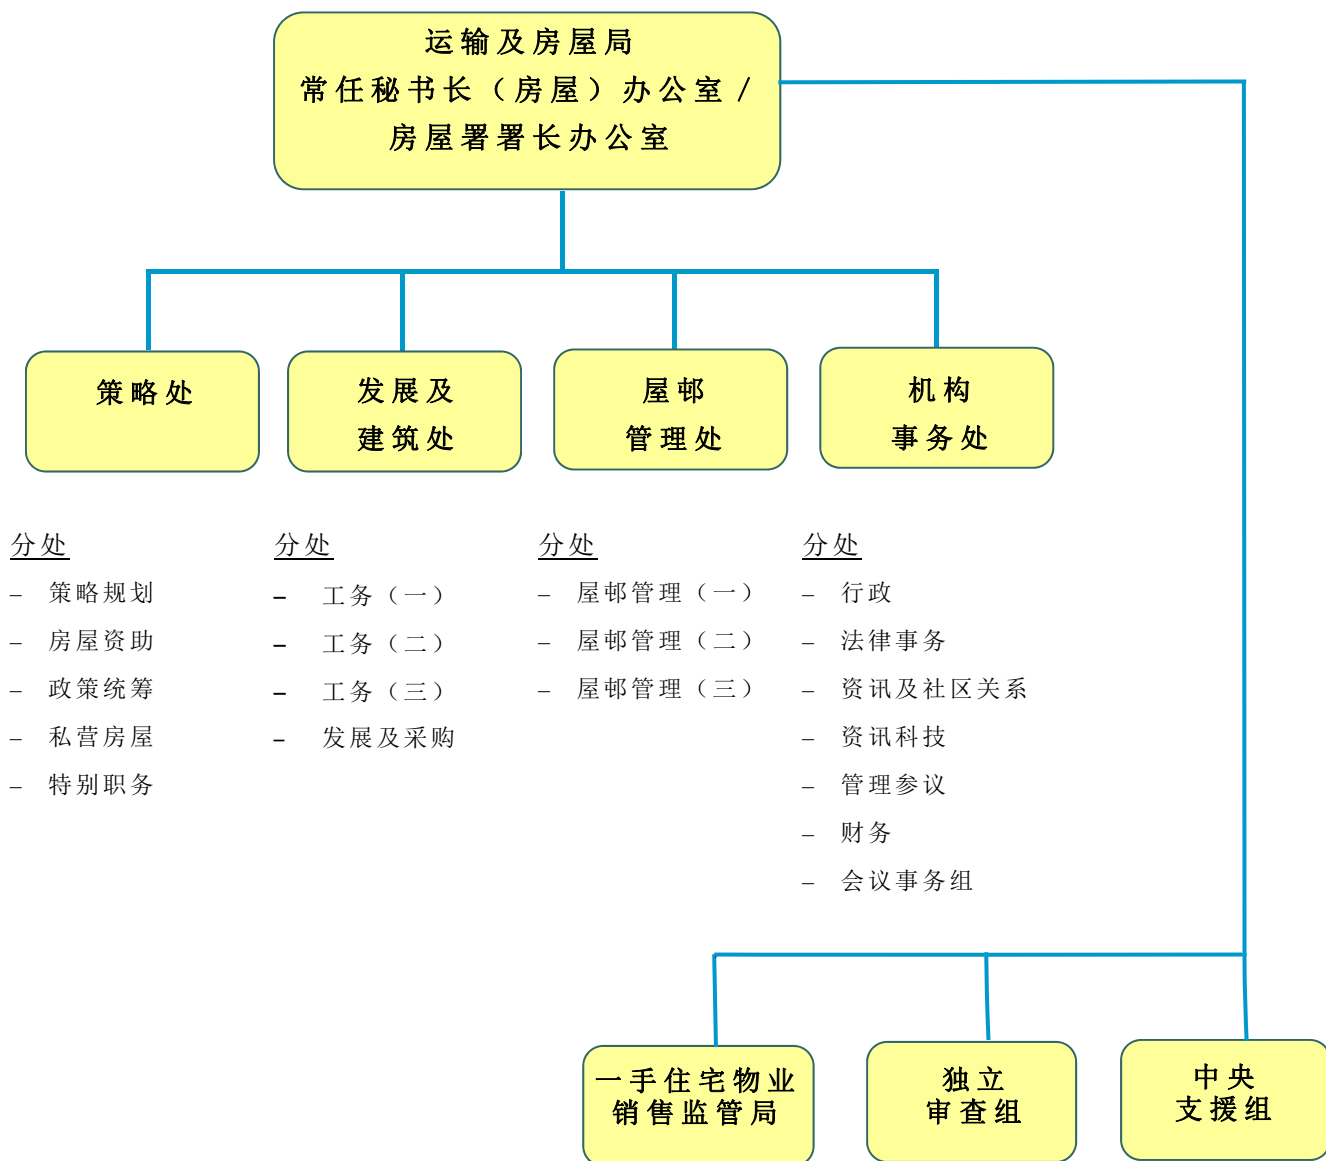 运输及房屋局
常任秘书长（房屋）办公室 /
房屋署署长办公室
策略处
发展及
建筑处
屋邨
管理处
机构
事务处
分处
– 策略规划
– 房屋资助
– 政策统筹
– 私营房屋
– 特别职务
分处
– 工务（一）
– 工务（二）
– 工务（三）
– 发展及采购
分处
– 屋邨管理（一）
– 屋邨管理（二）
– 屋邨管理（三）
分处
– 行政
– 法律事务
– 资讯及社区关系
– 资讯科技
– 管理参议
– 财务
– 会议事务组
一手住宅物业
销售监管局
独立
审查组
中央
支援组